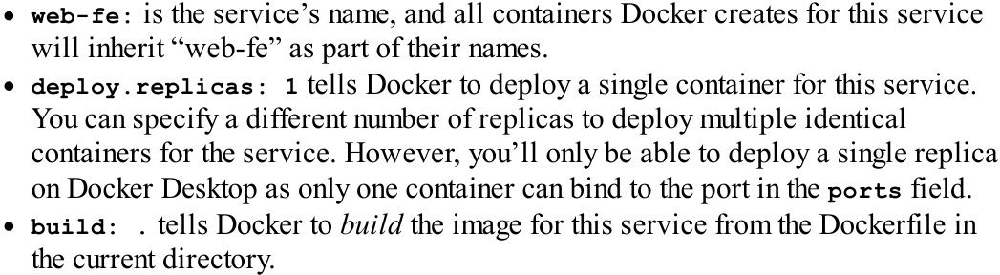 • web-fe: is the service’s name, and all containers Docker creates for this service
will inherit “web-fe” as part of their names.
• deploy.replicas: 1 tells Docker to deploy a single container for this service.
You can specify a different number of replicas to deploy multiple identical
containers for the service. However, you’ll only be able to deploy a single replica
on Docker Desktop as only one container can bind to the port in the ports field.
• build: . tells Docker to build the image for this service from the Dockerfile in
the current directory.